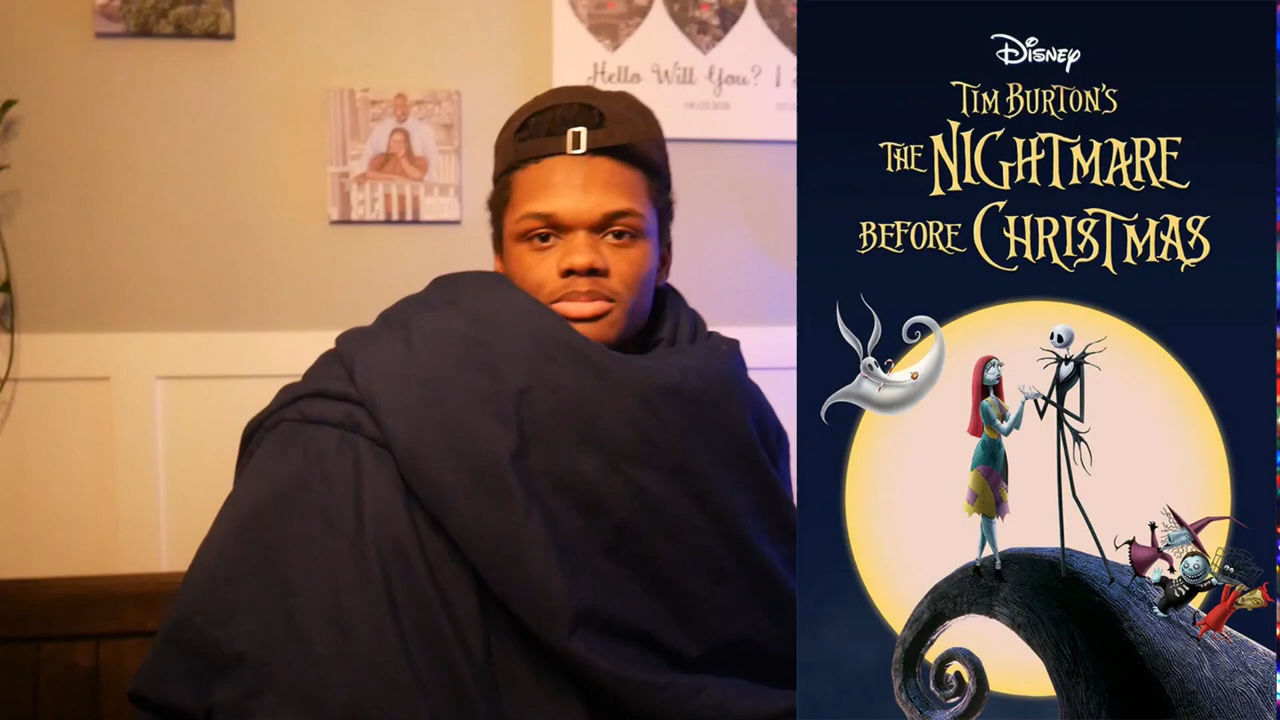 Hello Will You? |
DISNEY
TIM BURTON'S
THE NIGHTMARE
BEFORE CHRISTMAS